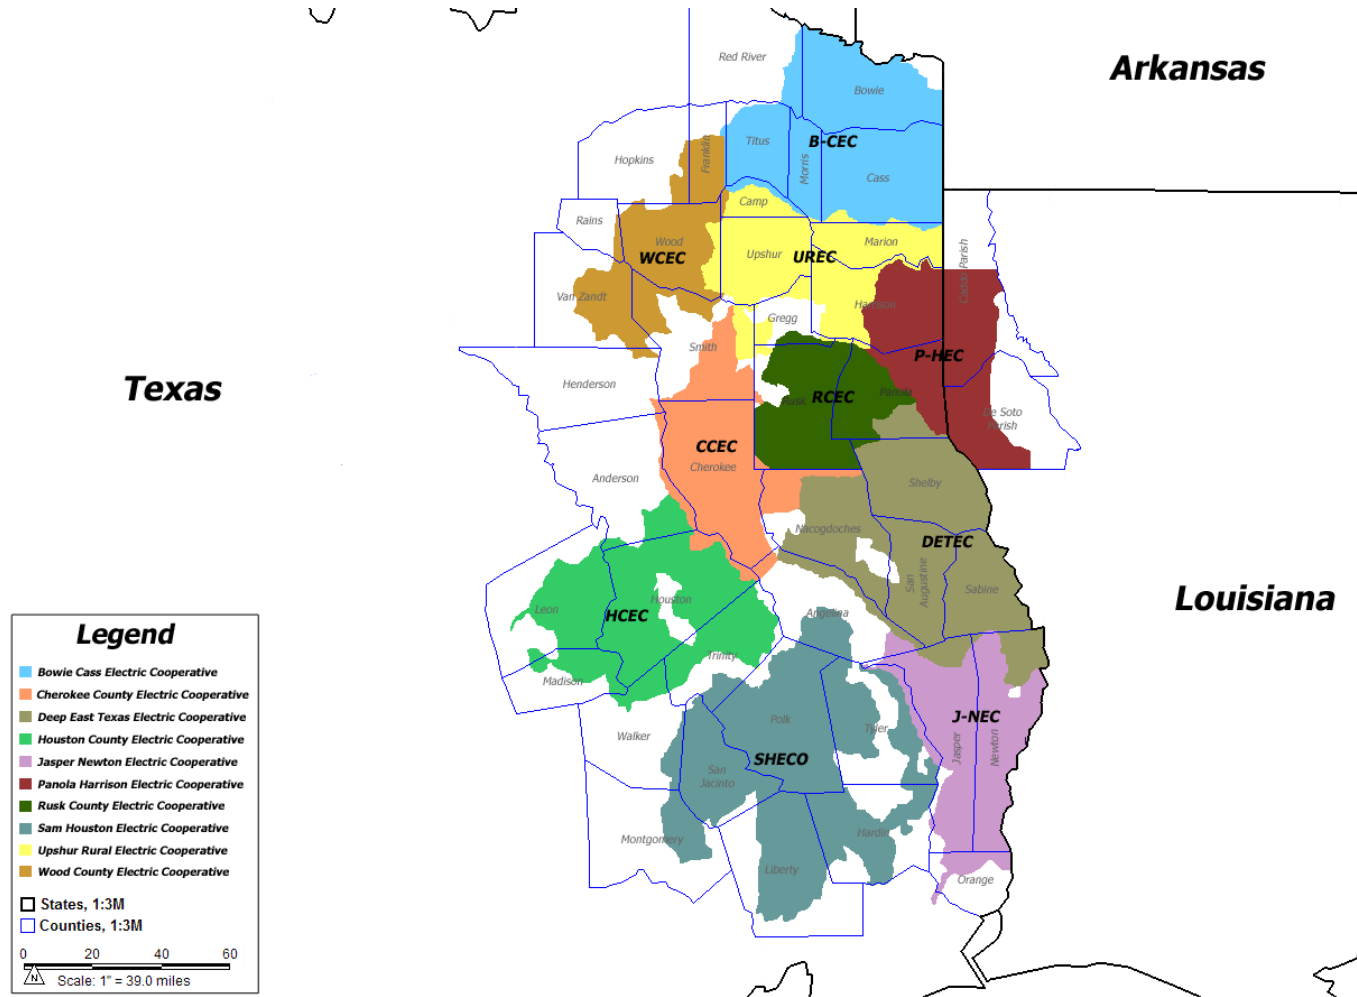 Red River
Arkansas
Bowie
Titus
B-CEC
Franklin
Morris
Hopkins
Cass
Camp
Rains
Wood
WCEC
Upshur
UREC
Marion
Caddo Parish
Van Zandt
Harrison
Gregg
Smith
P-HEC
Texas
Henderson
Rusk
RCEC
Panola
De Soto
Parish
CCEC
Cherokee
Anderson
Shelby
Nacogdoches
DETEC
San
Augustine
Sabine
Louisiana
Leon
HCEC
Houston
Angelina
Trinity
Madison
Walker
Polk
Tyler
J-NEC
Jasper
Newton
SHECO
San
Jacinto
Montgomery
Hardin
Liberty
Orange
Legend
Bowie Cass Electric Cooperative
Cherokee County Electric Cooperative
Deep East Texas Electric Cooperative
Houston County Electric Cooperative
Jasper Newton Electric Cooperative
Panola Harrison Electric Cooperative
Rusk County Electric Cooperative
Sam Houston Electric Cooperative
Upshur Rural Electric Cooperative
Wood County Electric Cooperative
States, 1:3M
Counties, 1:3M
0 20 40 60
N
Scale: 1" = 39.0 miles